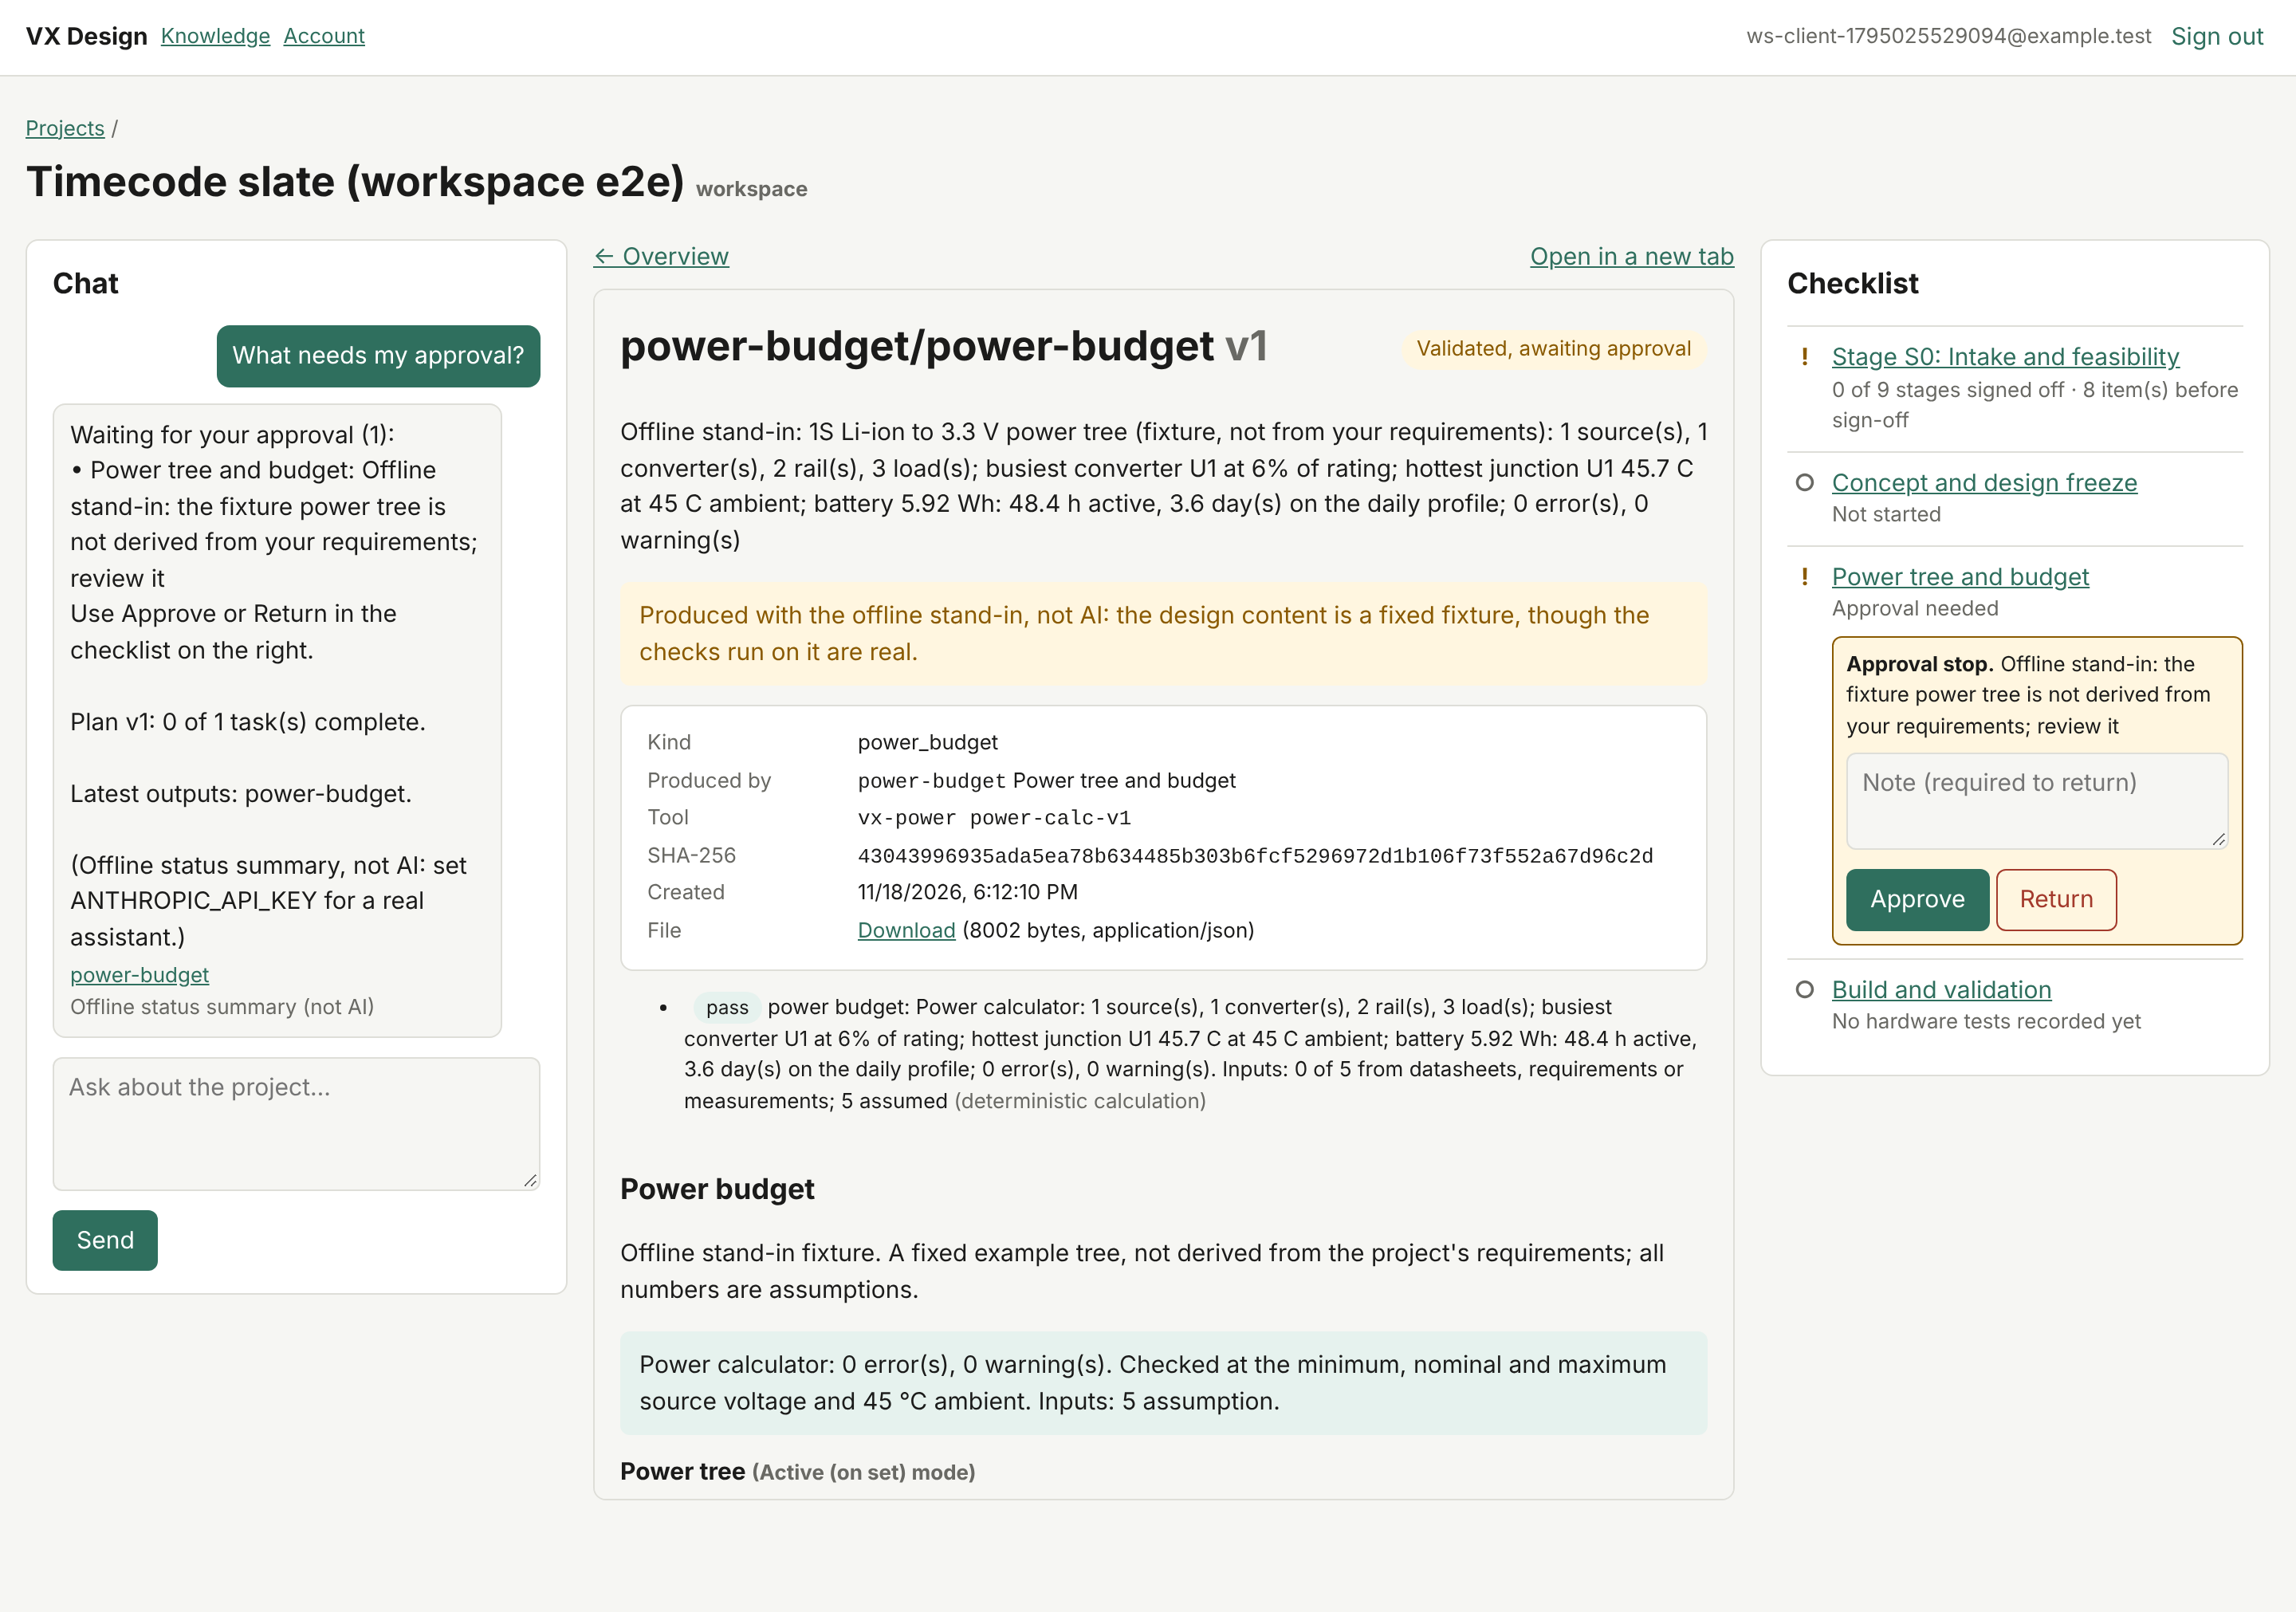 VX Design Knowledge Account
ws-client-1795025529094@example.test Sign out
Projects /
Timecode slate (workspace e2e) workspace
Chat
What needs my approval?
Waiting for your approval (1):
• Power tree and budget: Offline
stand-in: the fixture power tree is
not derived from your requirements;
review it
Use Approve or Return in the
checklist on the right.
Plan v1: 0 of 1 task(s) complete.
Latest outputs: power-budget.
(Offline status summary, not AI: set
ANTHROPIC_API_KEY for a real
assistant.)
power-budget
Offline status summary (not AI)
Ask about the project...
Send
← Overview
Open in a new tab
power-budget/power-budget v1
Validated, awaiting approval
Offline stand-in: 1S Li-ion to 3.3 V power tree (fixture, not from your requirements): 1 source(s), 1
converter(s), 2 rail(s), 3 load(s); busiest converter U1 at 6% of rating; hottest junction U1 45.7 C
at 45 C ambient; battery 5.92 Wh: 48.4 h active, 3.6 day(s) on the daily profile; 0 error(s), 0
warning(s)
Produced with the offline stand-in, not AI: the design content is a fixed fixture, though the
checks run on it are real.
Kind power_budget
Produced by power-budget Power tree and budget
Tool vx-power power-calc-v1
SHA-256 43043996935ada5ea78b634485b303b6fcf5296972d1b106f73f552a67d96c2d
Created 11/18/2026, 6:12:10 PM
File Download (8002 bytes, application/json)
• pass power budget: Power calculator: 1 source(s), 1 converter(s), 2 rail(s), 3 load(s); busiest
converter U1 at 6% of rating; hottest junction U1 45.7 C at 45 C ambient; battery 5.92 Wh: 48.4 h active,
3.6 day(s) on the daily profile; 0 error(s), 0 warning(s). Inputs: 0 of 5 from datasheets, requirements or
measurements; 5 assumed (deterministic calculation)
Power budget
Offline stand-in fixture. A fixed example tree, not derived from the project's requirements; all
numbers are assumptions.
Power calculator: 0 error(s), 0 warning(s). Checked at the minimum, nominal and maximum
source voltage and 45 °C ambient. Inputs: 5 assumption.
Power tree (Active (on set) mode)
Checklist
! Stage S0: Intake and feasibility
0 of 9 stages signed off · 8 item(s) before
sign-off
Concept and design freeze
Not started
! Power tree and budget
Approval needed
Approval stop. Offline stand-in: the
fixture power tree is not derived from
your requirements; review it
Note (required to return)
Approve Return
Build and validation
No hardware tests recorded yet